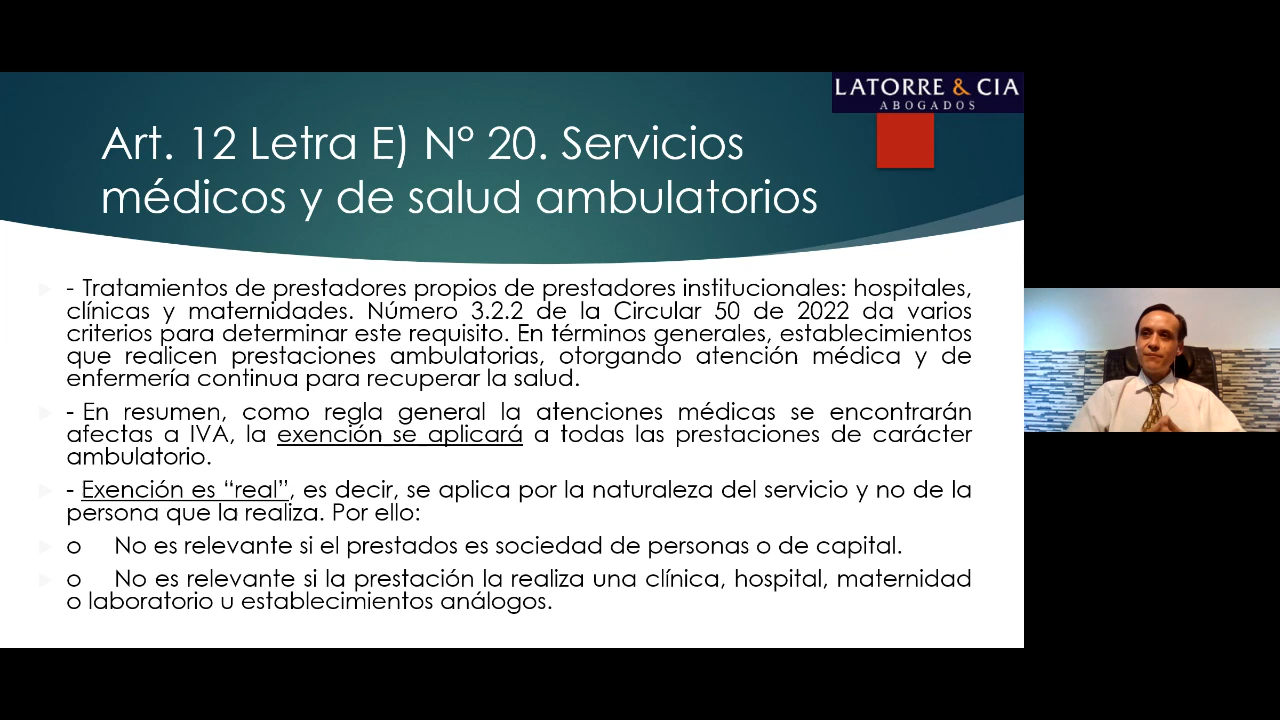 LATORRE & CIA
ABOGADOS
Art. 12 Letra E) N° 20. Servicios
médicos y de salud ambulatorios
- Tratamientos de prestadores propios de prestadores institucionales: hospitales,
clínicas y maternidades. Número 3.2.2 de la Circular 50 de 2022 da varios
criterios para determinar este requisito. En términos generales, establecimientos
que realicen prestaciones ambulatorias, otorgando atención médica y de
enfermería continua para recuperar la salud.
- En resumen, como regla general la atenciones médicas se encontrarán
afectas a IVA, la exención se aplicará a todas las prestaciones de carácter
ambulatorio.
- Exención es “real”, es decir, se aplica por la naturaleza del servicio y no de la
persona que la realiza. Por ello:
o No es relevante si el prestados es sociedad de personas o de capital.
o No es relevante si la prestación la realiza una clínica, hospital, maternidad
o laboratorio u establecimientos análogos.